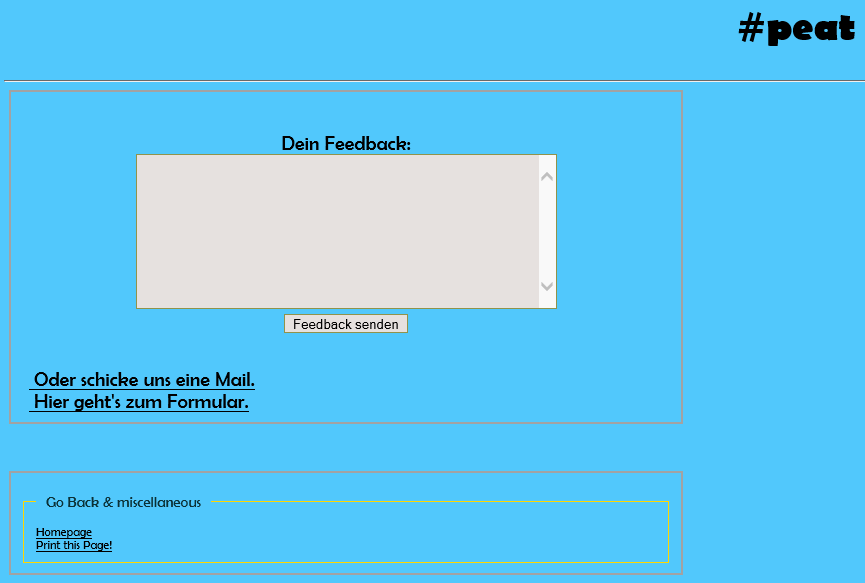 #peat
Dein Feedback:
Feedback senden
Oder schicke uns eine Mail.
Hier geht's zum Formular.
Go Back & miscellaneous
Homepage
Print this Page!